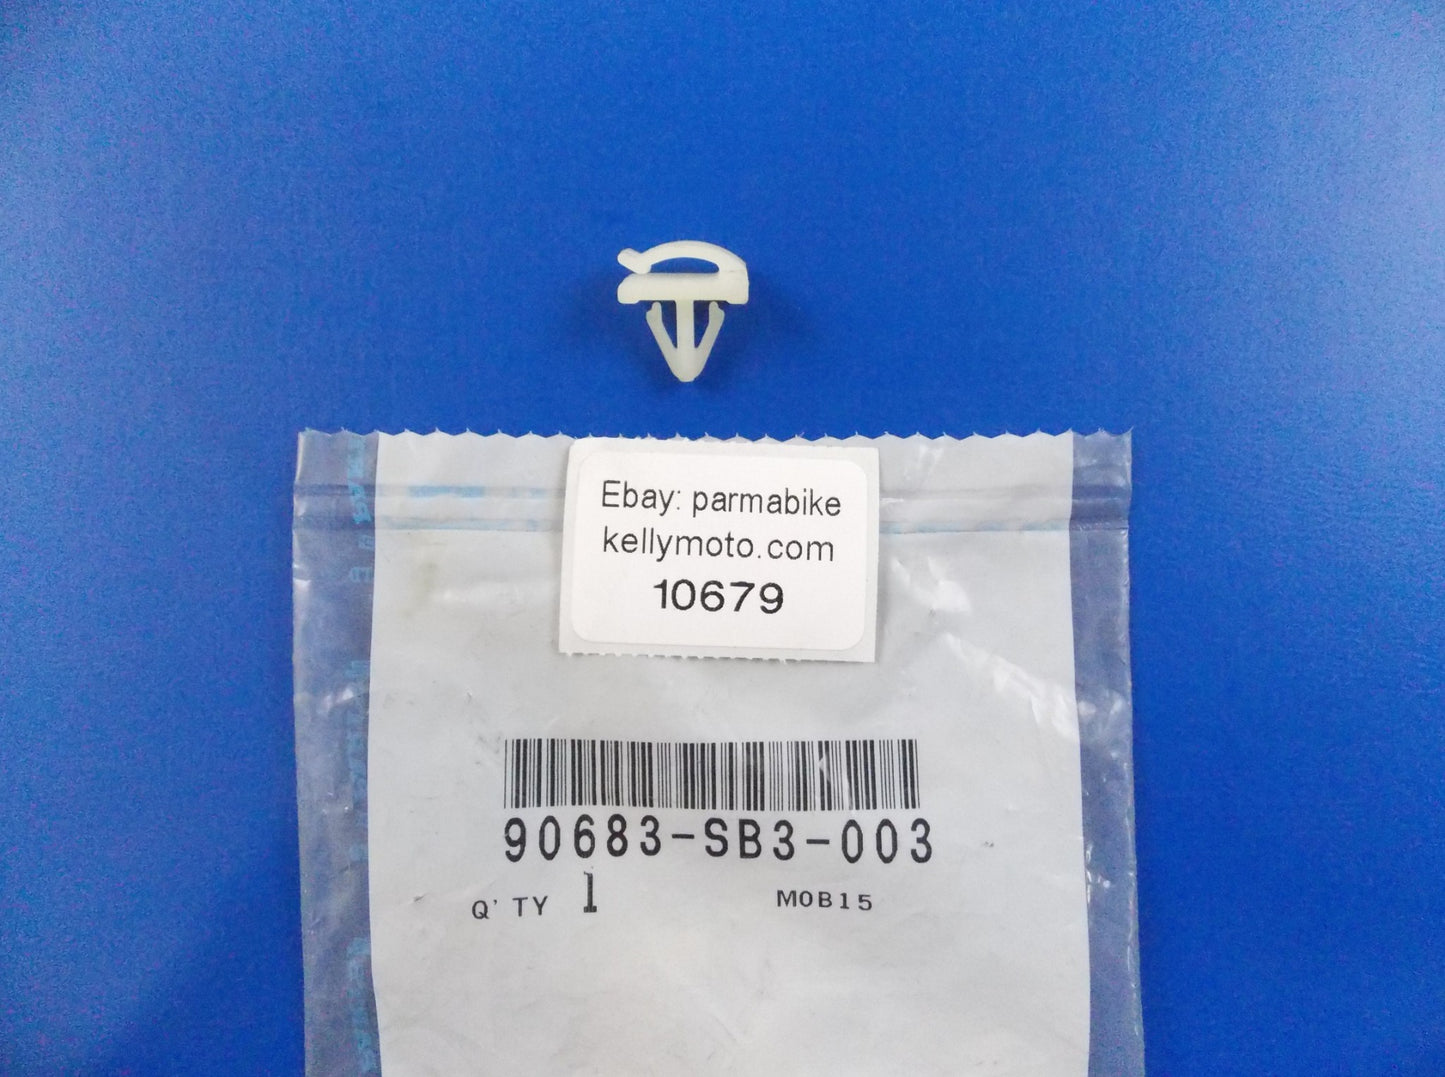 Ebay: parmabike
kellymoto.com
10679
90683-SB3-003
Q'TY 1 M0B15